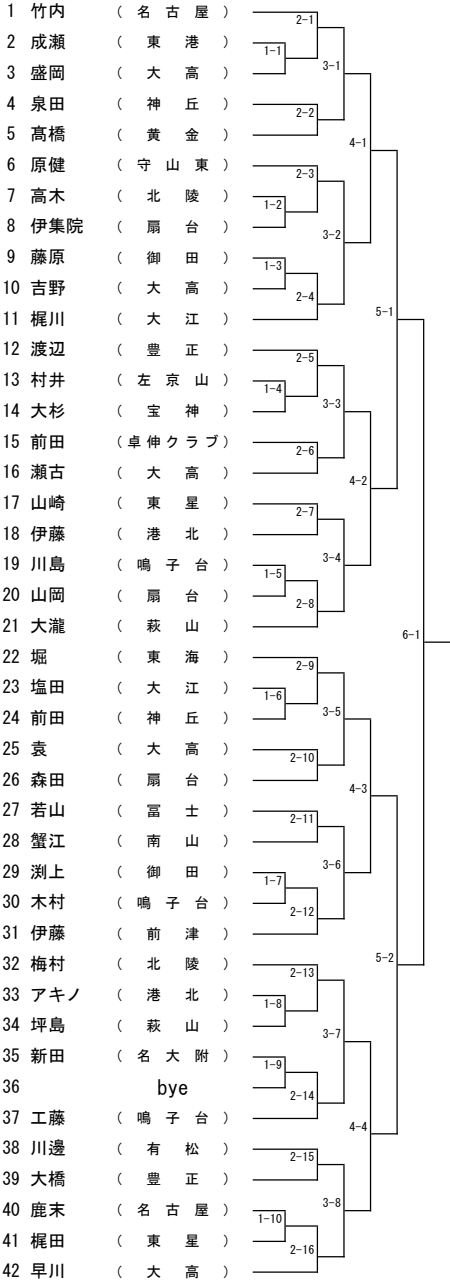 1 竹内 ( 名 古 屋 )
2 成瀬 ( 東 港 )
3 盛岡 ( 大 高 )
4 泉田 ( 神 丘 )
5 髙橋 ( 黄 金 )
6 原健 ( 守 山 東 )
7 高木 ( 北 陵 )
8 伊集院 ( 扇 台 )
9 藤原 ( 御 田 )
10 吉野 ( 大 高 )
11 梶川 ( 大 江 )
12 渡辺 ( 豊 正 )
13 村井 ( 左 京 山 )
14 大杉 ( 宝 神 )
15 前田 (卓伸クラブ)
16 瀬古 ( 大 高 )
17 山崎 ( 東 星 )
18 伊藤 ( 港 北 )
19 川島 ( 鳴 子 台 )
20 山岡 ( 扇 台 )
21 大瀧 ( 萩 山 )
22 堀 ( 東 海 )
23 塩田 ( 大 江 )
24 前田 ( 神 丘 )
25 袁 ( 大 高 )
26 森田 ( 扇 台 )
27 若山 ( 冨 士 )
28 蟹江 ( 南 山 )
29 渕上 ( 御 田 )
30 木村 ( 鳴 子 台 )
31 伊藤 ( 前 津 )
32 梅村 ( 北 陵 )
33 アキノ ( 港 北 )
34 坪島 ( 萩 山 )
35 新田 ( 名 大 附 )
36 bye
37 工藤 ( 鳴 子 台 )
38 川邊 ( 有 松 )
39 大橋 ( 豊 正 )
40 鹿末 ( 名 古 屋 )
41 梶田 ( 東 星 )
42 早川 ( 大 高 )
1-1
1-2
1-3
1-4
1-5
1-6
1-7
1-8
1-9
1-10
2-1
2-2
2-3
2-4
2-5
2-6
2-7
2-8
2-9
2-10
2-11
2-12
2-13
2-14
2-15
2-16
3-1
3-2
3-3
3-4
3-5
3-6
3-7
3-8
4-1
4-2
4-3
4-4
5-1
5-2
6-1